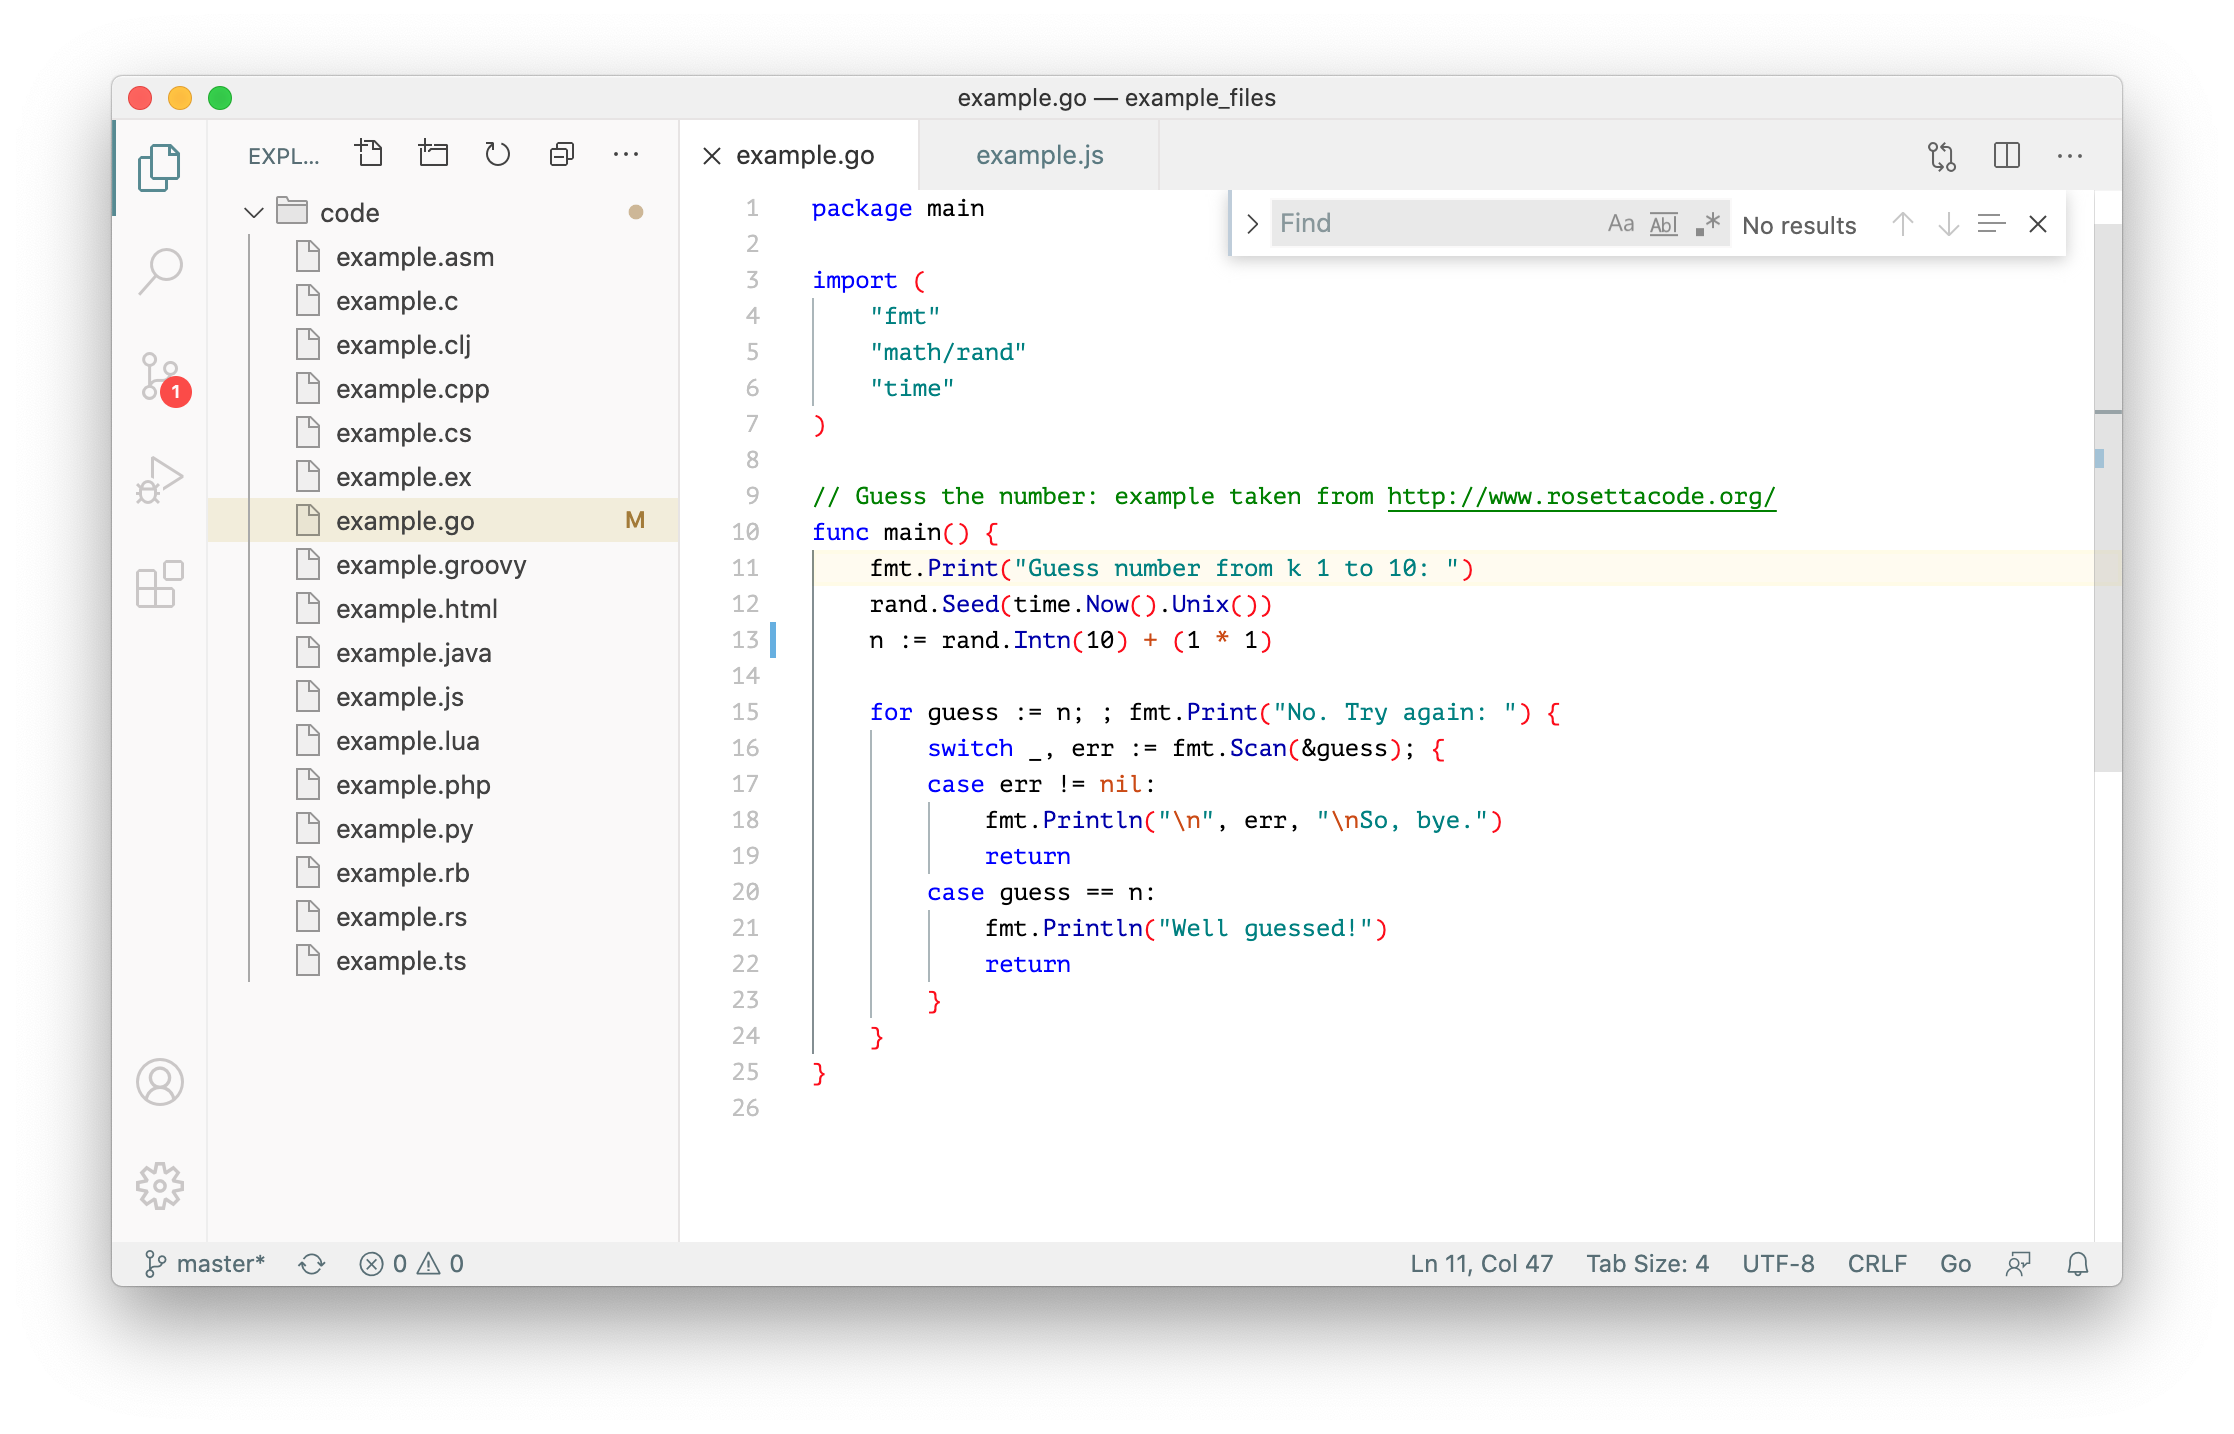 example.go — example_files
EXPL...
code
example.asm
example.c
example.clj
example.cpp
example.cs
example.ex
example.go M
example.groovy
example.html
example.java
example.js
example.lua
example.php
example.py
example.rb
example.rs
example.ts
1
example.go
example.js
Find Aa Abl .* No results
1 package main
2
3 import (
4 "fmt"
5 "math/rand"
6 "time"
7 )
8
9 // Guess the number: example taken from http://www.rosettacode.org/
10 func main() {
11 fmt.Print("Guess number from k 1 to 10: ")
12 rand.Seed(time.Now().Unix())
13 n := rand.Intn(10) + (1 * 1)
14
15 for guess := n; ; fmt.Print("No. Try again: ") {
16 switch _, err := fmt.Scan(&guess); {
17 case err != nil:
18 fmt.Println("\n", err, "\nSo, bye.")
19 return
20 case guess == n:
21 fmt.Println("Well guessed!")
22 return
23 }
24 }
25 }
26
master* 0 0 Ln 11, Col 47 Tab Size: 4 UTF-8 CRLF Go